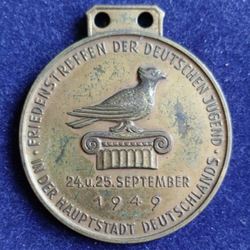 • FRIEDENSTREFFEN DER DEUTSCHEN JUGEND •
IN DER HAUPTSTADT DEUTSCHLANDS
24.u.25.SEPTEMBER
1949